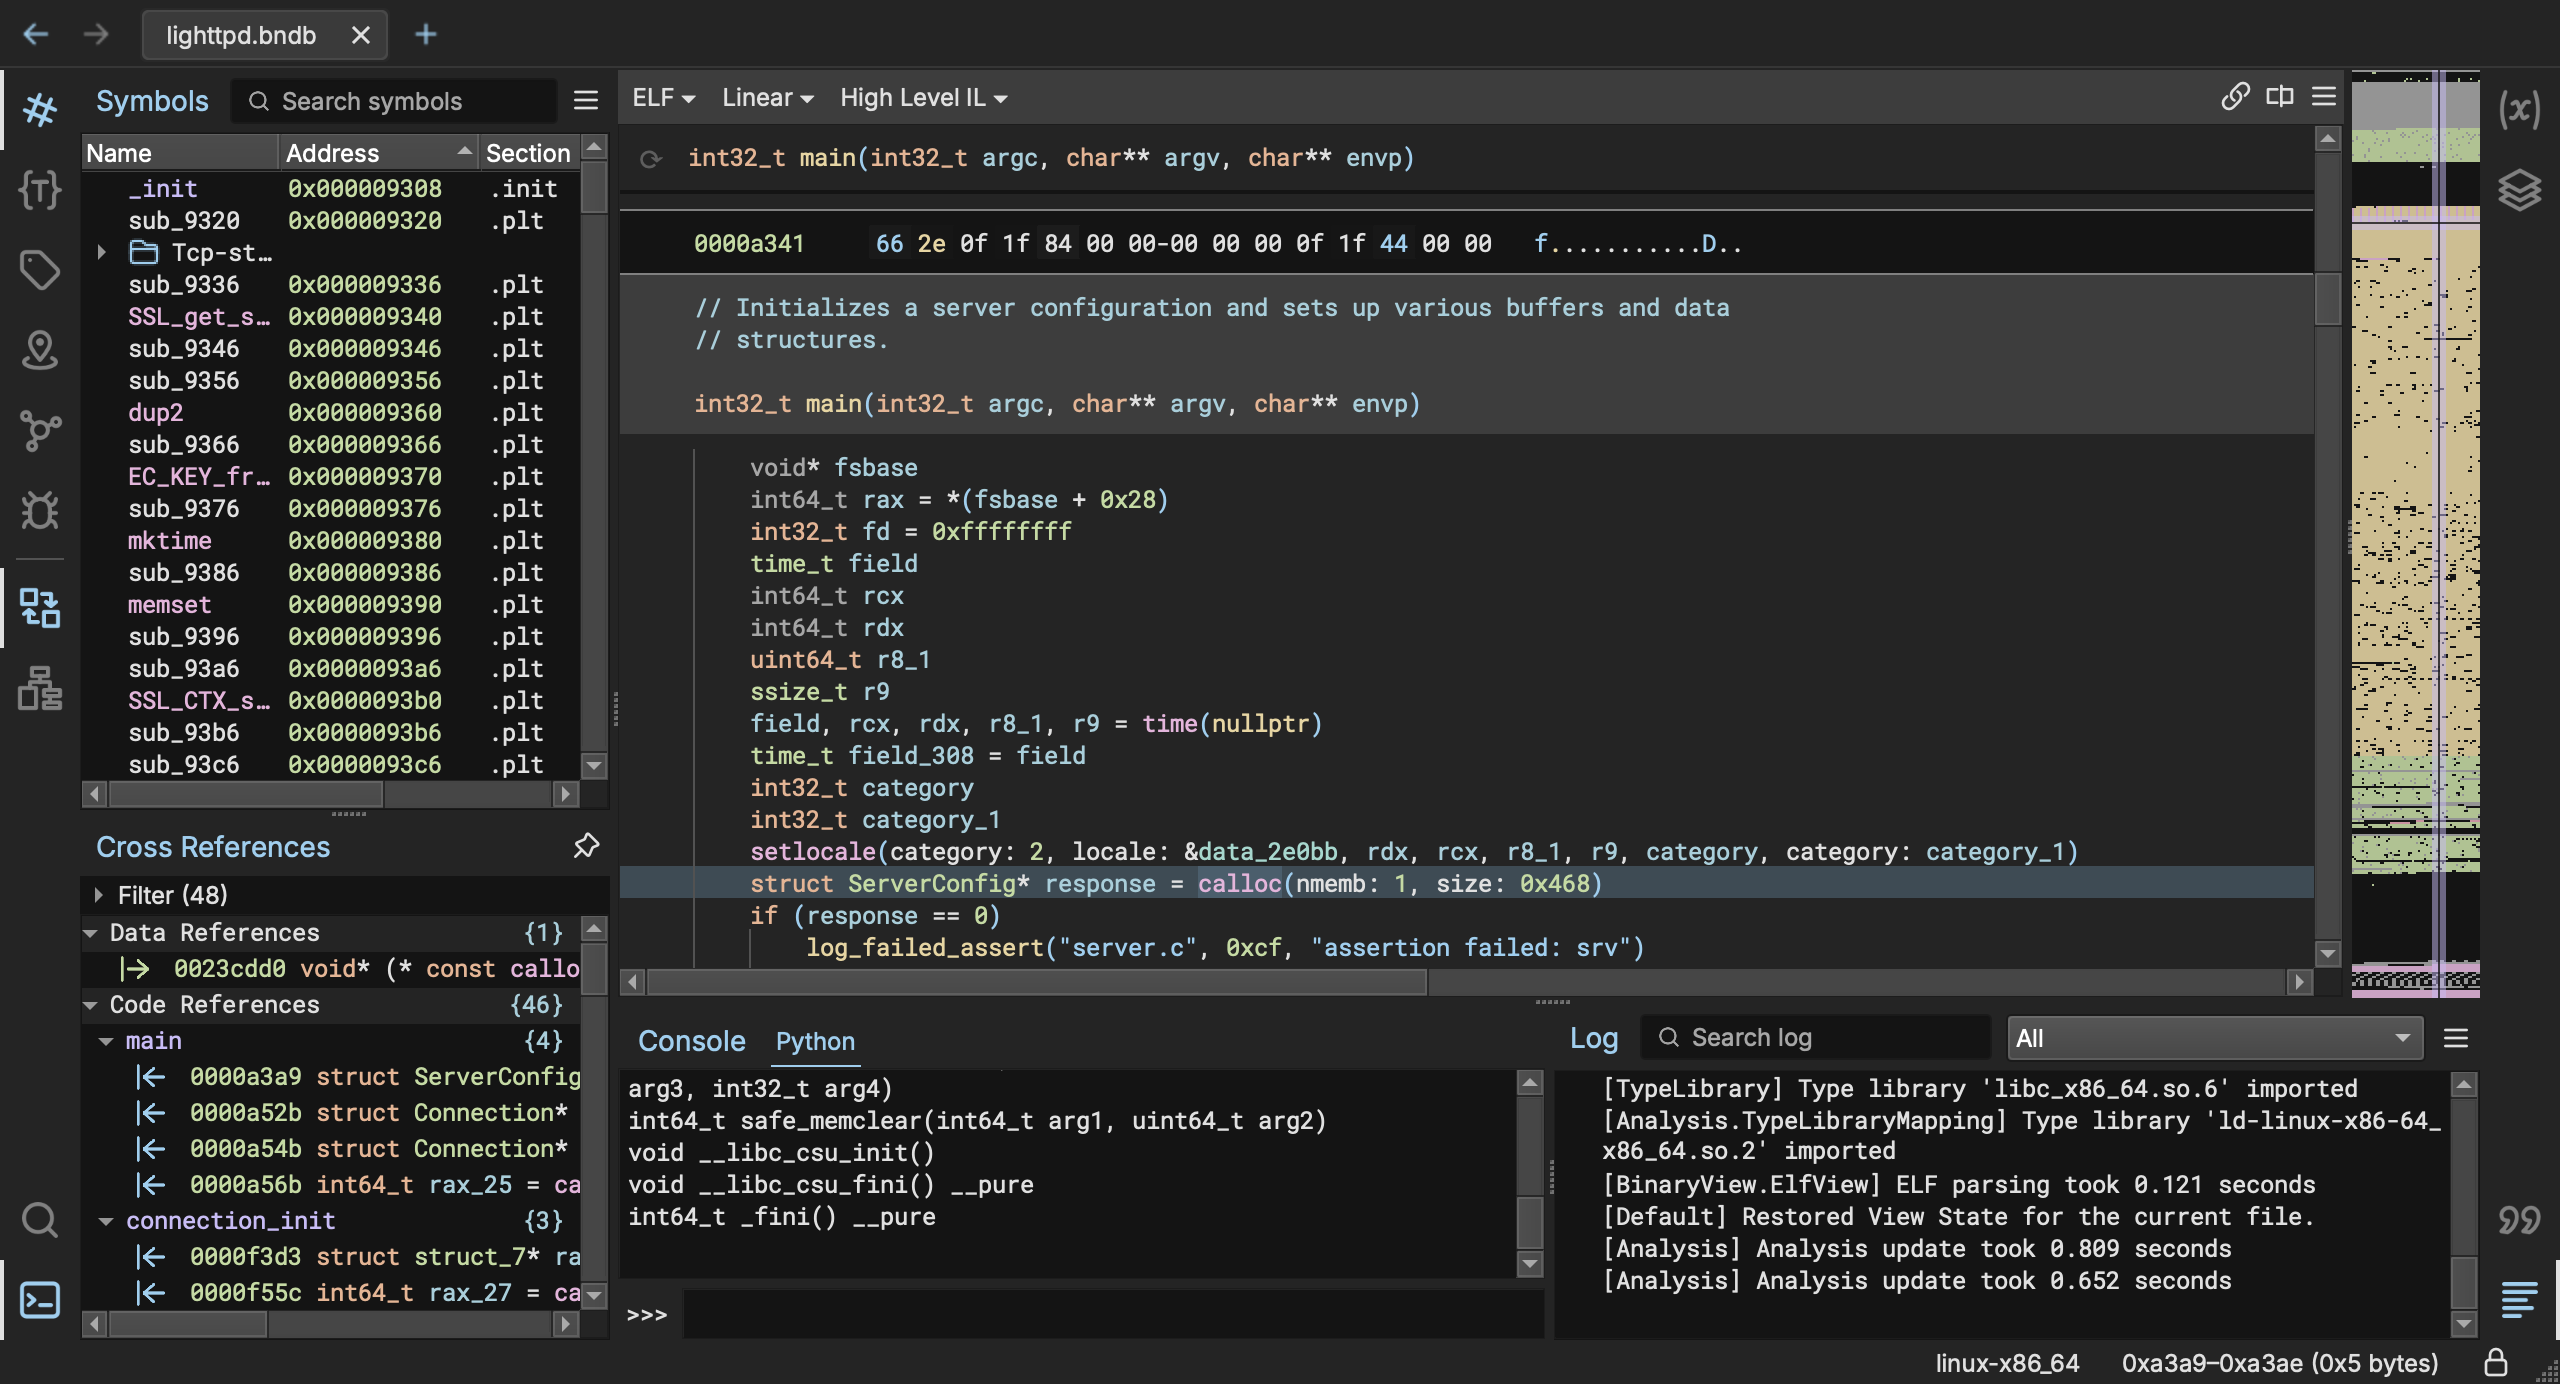 lighttpd.bndb
Symbols
Search symbols
Name Address Section
_init 0x000009308 .init
sub_9320 0x000009320 .plt
Tcp-st…
sub_9336 0x000009336 .plt
SSL_get_s… 0x000009340 .plt
sub_9346 0x000009346 .plt
sub_9356 0x000009356 .plt
dup2 0x000009360 .plt
sub_9366 0x000009366 .plt
EC_KEY_fr… 0x000009370 .plt
sub_9376 0x000009376 .plt
mktime 0x000009380 .plt
sub_9386 0x000009386 .plt
memset 0x000009390 .plt
sub_9396 0x000009396 .plt
sub_93a6 0x0000093a6 .plt
SSL_CTX_s… 0x0000093b0 .plt
sub_93b6 0x0000093b6 .plt
sub_93c6 0x0000093c6 .plt
Cross References
Filter (48)
Data References {1}
0023cdd0 void* (* const callo
Code References {46}
main {4}
0000a3a9 struct ServerConfig
0000a52b struct Connection*
0000a54b struct Connection*
0000a56b int64_t rax_25 = ca
connection_init {3}
0000f3d3 struct struct_7* ra
0000f55c int64_t rax_27 = ca
ELF Linear High Level IL
int32_t main(int32_t argc, char** argv, char** envp)
0000a341 66 2e 0f 1f 84 00 00-00 00 00 0f 1f 44 00 00 f...........D..
// Initializes a server configuration and sets up various buffers and data
// structures.
int32_t main(int32_t argc, char** argv, char** envp)
void* fsbase
int64_t rax = *(fsbase + 0x28)
int32_t fd = 0xffffffff
time_t field
int64_t rcx
int64_t rdx
uint64_t r8_1
ssize_t r9
field, rcx, rdx, r8_1, r9 = time(nullptr)
time_t field_308 = field
int32_t category
int32_t category_1
setlocale(category: 2, locale: &data_2e0bb, rdx, rcx, r8_1, r9, category, category: category_1)
struct ServerConfig* response = calloc(nmemb: 1, size: 0x468)
if (response == 0)
log_failed_assert("server.c", 0xcf, "assertion failed: srv")
Console Python
arg3, int32_t arg4)
int64_t safe_memclear(int64_t arg1, uint64_t arg2)
void __libc_csu_init()
void __libc_csu_fini() __pure
int64_t _fini() __pure
>>>
Log
Search log
All
[TypeLibrary] Type library 'libc_x86_64.so.6' imported
[Analysis.TypeLibraryMapping] Type library 'ld-linux-x86-64_
x86_64.so.2' imported
[BinaryView.ElfView] ELF parsing took 0.121 seconds
[Default] Restored View State for the current file.
[Analysis] Analysis update took 0.809 seconds
[Analysis] Analysis update took 0.652 seconds
linux-x86_64 0xa3a9–0xa3ae (0x5 bytes)